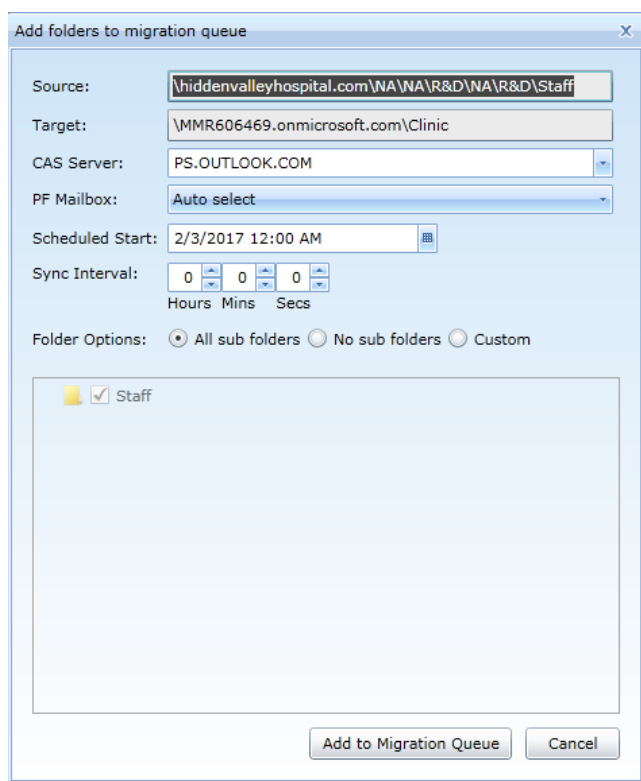 Add folders to migration queue
Source: \hiddenvalleyhospital.com\NA\NA\R&D\NA\R&D\Staff
Target: \MMR606469.onmicrosoft.com\Clinic
CAS Server: PS.OUTLOOK.COM
PF Mailbox: Auto select
Scheduled Start: 2/3/2017 12:00 AM
Sync Interval: 0 0 0
Hours Mins Secs
Folder Options: All sub folders No sub folders Custom
Staff
Add to Migration Queue Cancel